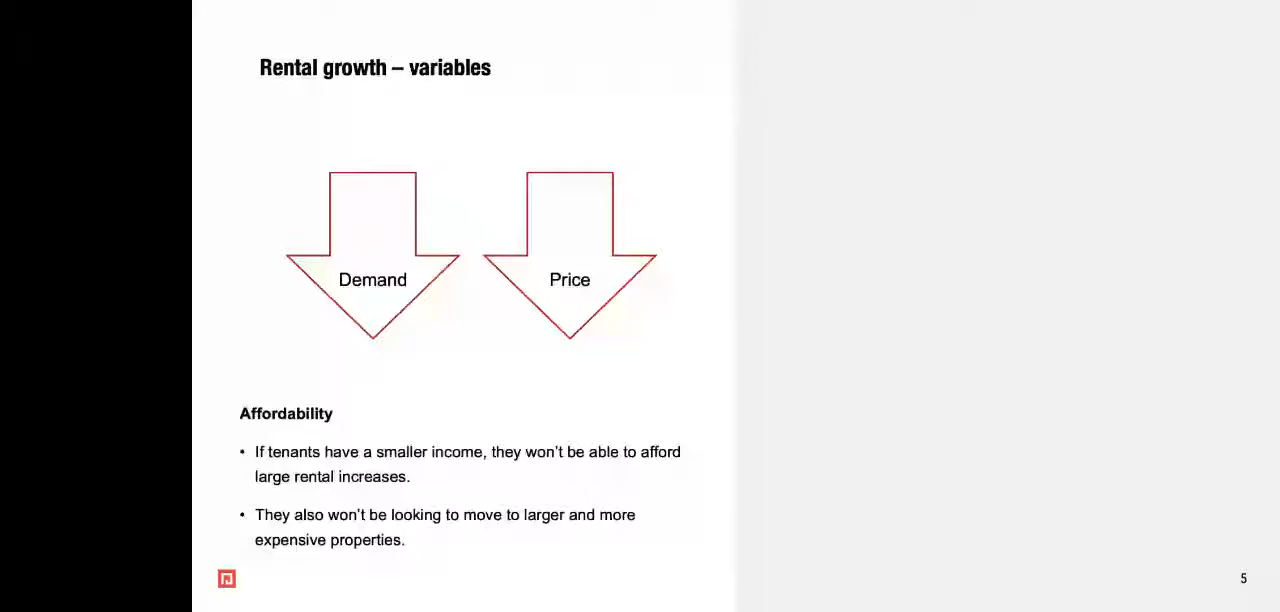 Rental growth – variables
Demand
Price
Affordability
• If tenants have a smaller income, they won't be able to afford
large rental increases.
• They also won't be looking to move to larger and more
expensive properties.
5